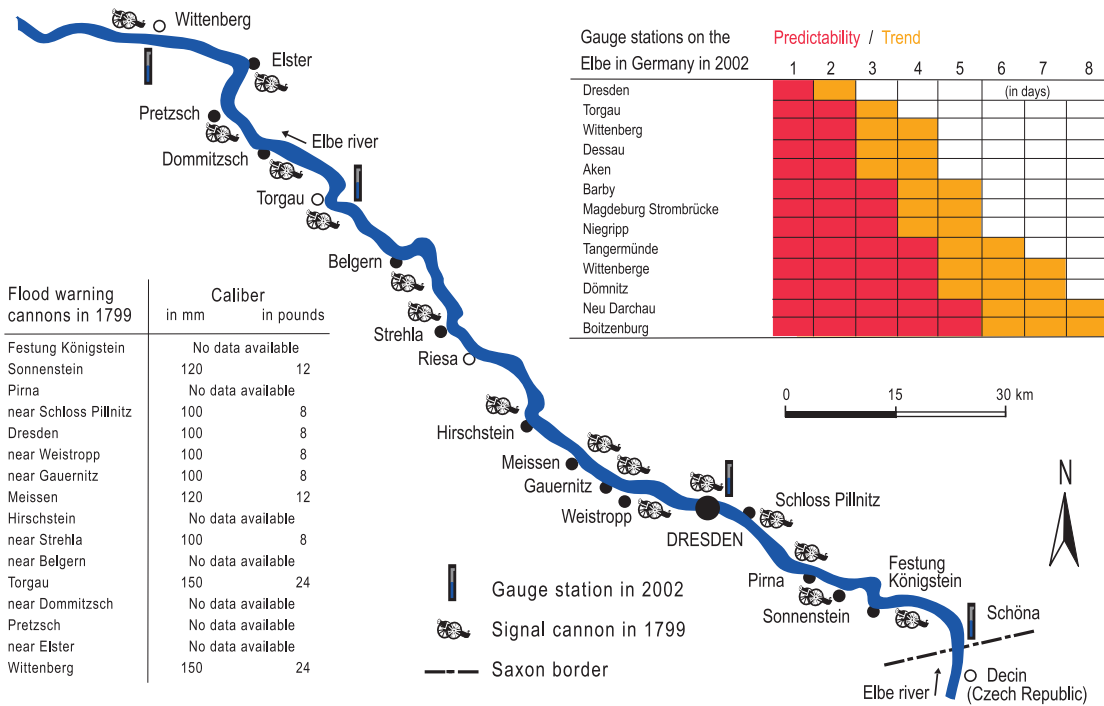 Wittenberg
Elster
Pretzsch
Elbe river
Dommitzsch
Torgau
Belgern
Strehla
Riesa
Hirschstein
Meissen
Gauernitz
Weistropp
DRESDEN
Schloss Pillnitz
Pirna
Sonnenstein
Festung
Königstein
Schöna
Decin
(Czech Republic)
Elbe river
Gauge stations on the Predictability / Trend
Elbe in Germany in 2002 1 2 3 4 5 6 7 8
Dresden (in days)
Torgau
Wittenberg
Dessau
Aken
Barby
Magdeburg Strombrücke
Niegripp
Tangermünde
Wittenberge
Dömnitz
Neu Darchau
Boitzenburg
0 15 30 km
N
Flood warning Caliber
cannons in 1799 in mm in pounds
Festung Königstein No data available
Sonnenstein 120 12
Pirna No data available
near Schloss Pillnitz 100 8
Dresden 100 8
near Weistropp 100 8
near Gauernitz 100 8
Meissen 120 12
Hirschstein No data available
near Strehla 100 8
near Belgern No data available
Torgau 150 24
near Dommitzsch No data available
Pretzsch No data available
near Elster No data available
Wittenberg 150 24
Gauge station in 2002
Signal cannon in 1799
Saxon border